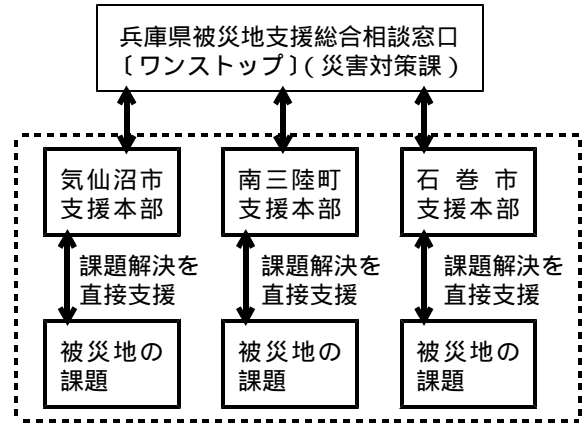 兵庫県被災地支援総合相談窓口
〔ワンストップ〕(災害対策課)
気仙沼市
支援本部
南三陸町
支援本部
石巻市
支援本部
課題解決を
直接支援
課題解決を
直接支援
課題解決を
直接支援
被災地の
課題
被災地の
課題
被災地の
課題